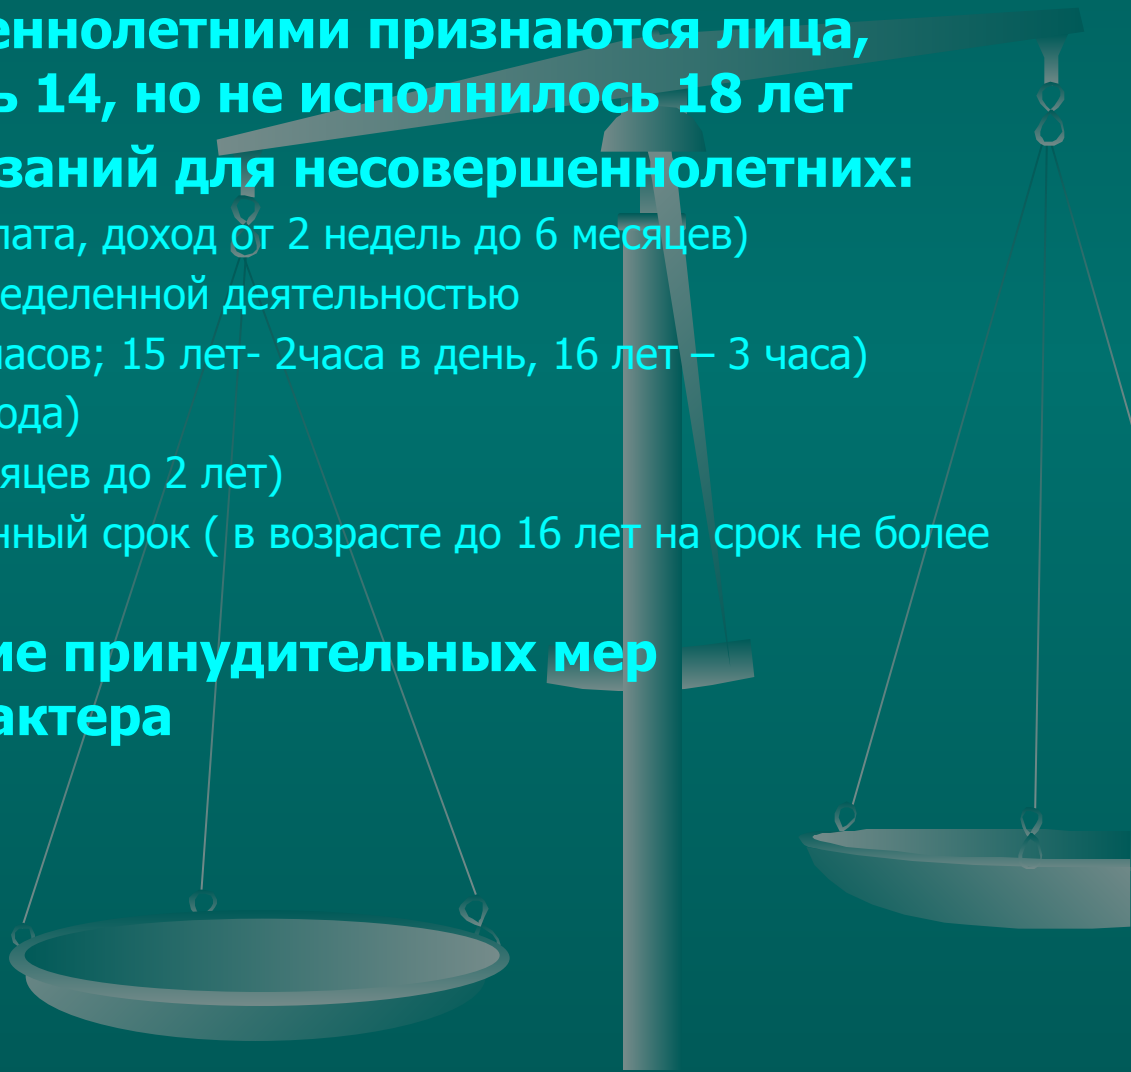 еннолетними признаются лица,
ь 14, но не исполнилось 18 лет
заний для несовершеннолетних:
лата, доход от 2 недель до 6 месяцев)
еделенной деятельностью
часов; 15 лет- 2часа в день, 16 лет – 3 часа)
ода)
яцев до 2 лет)
нный срок ( в возрасте до 16 лет на срок не более
ие принудительных мер
актера